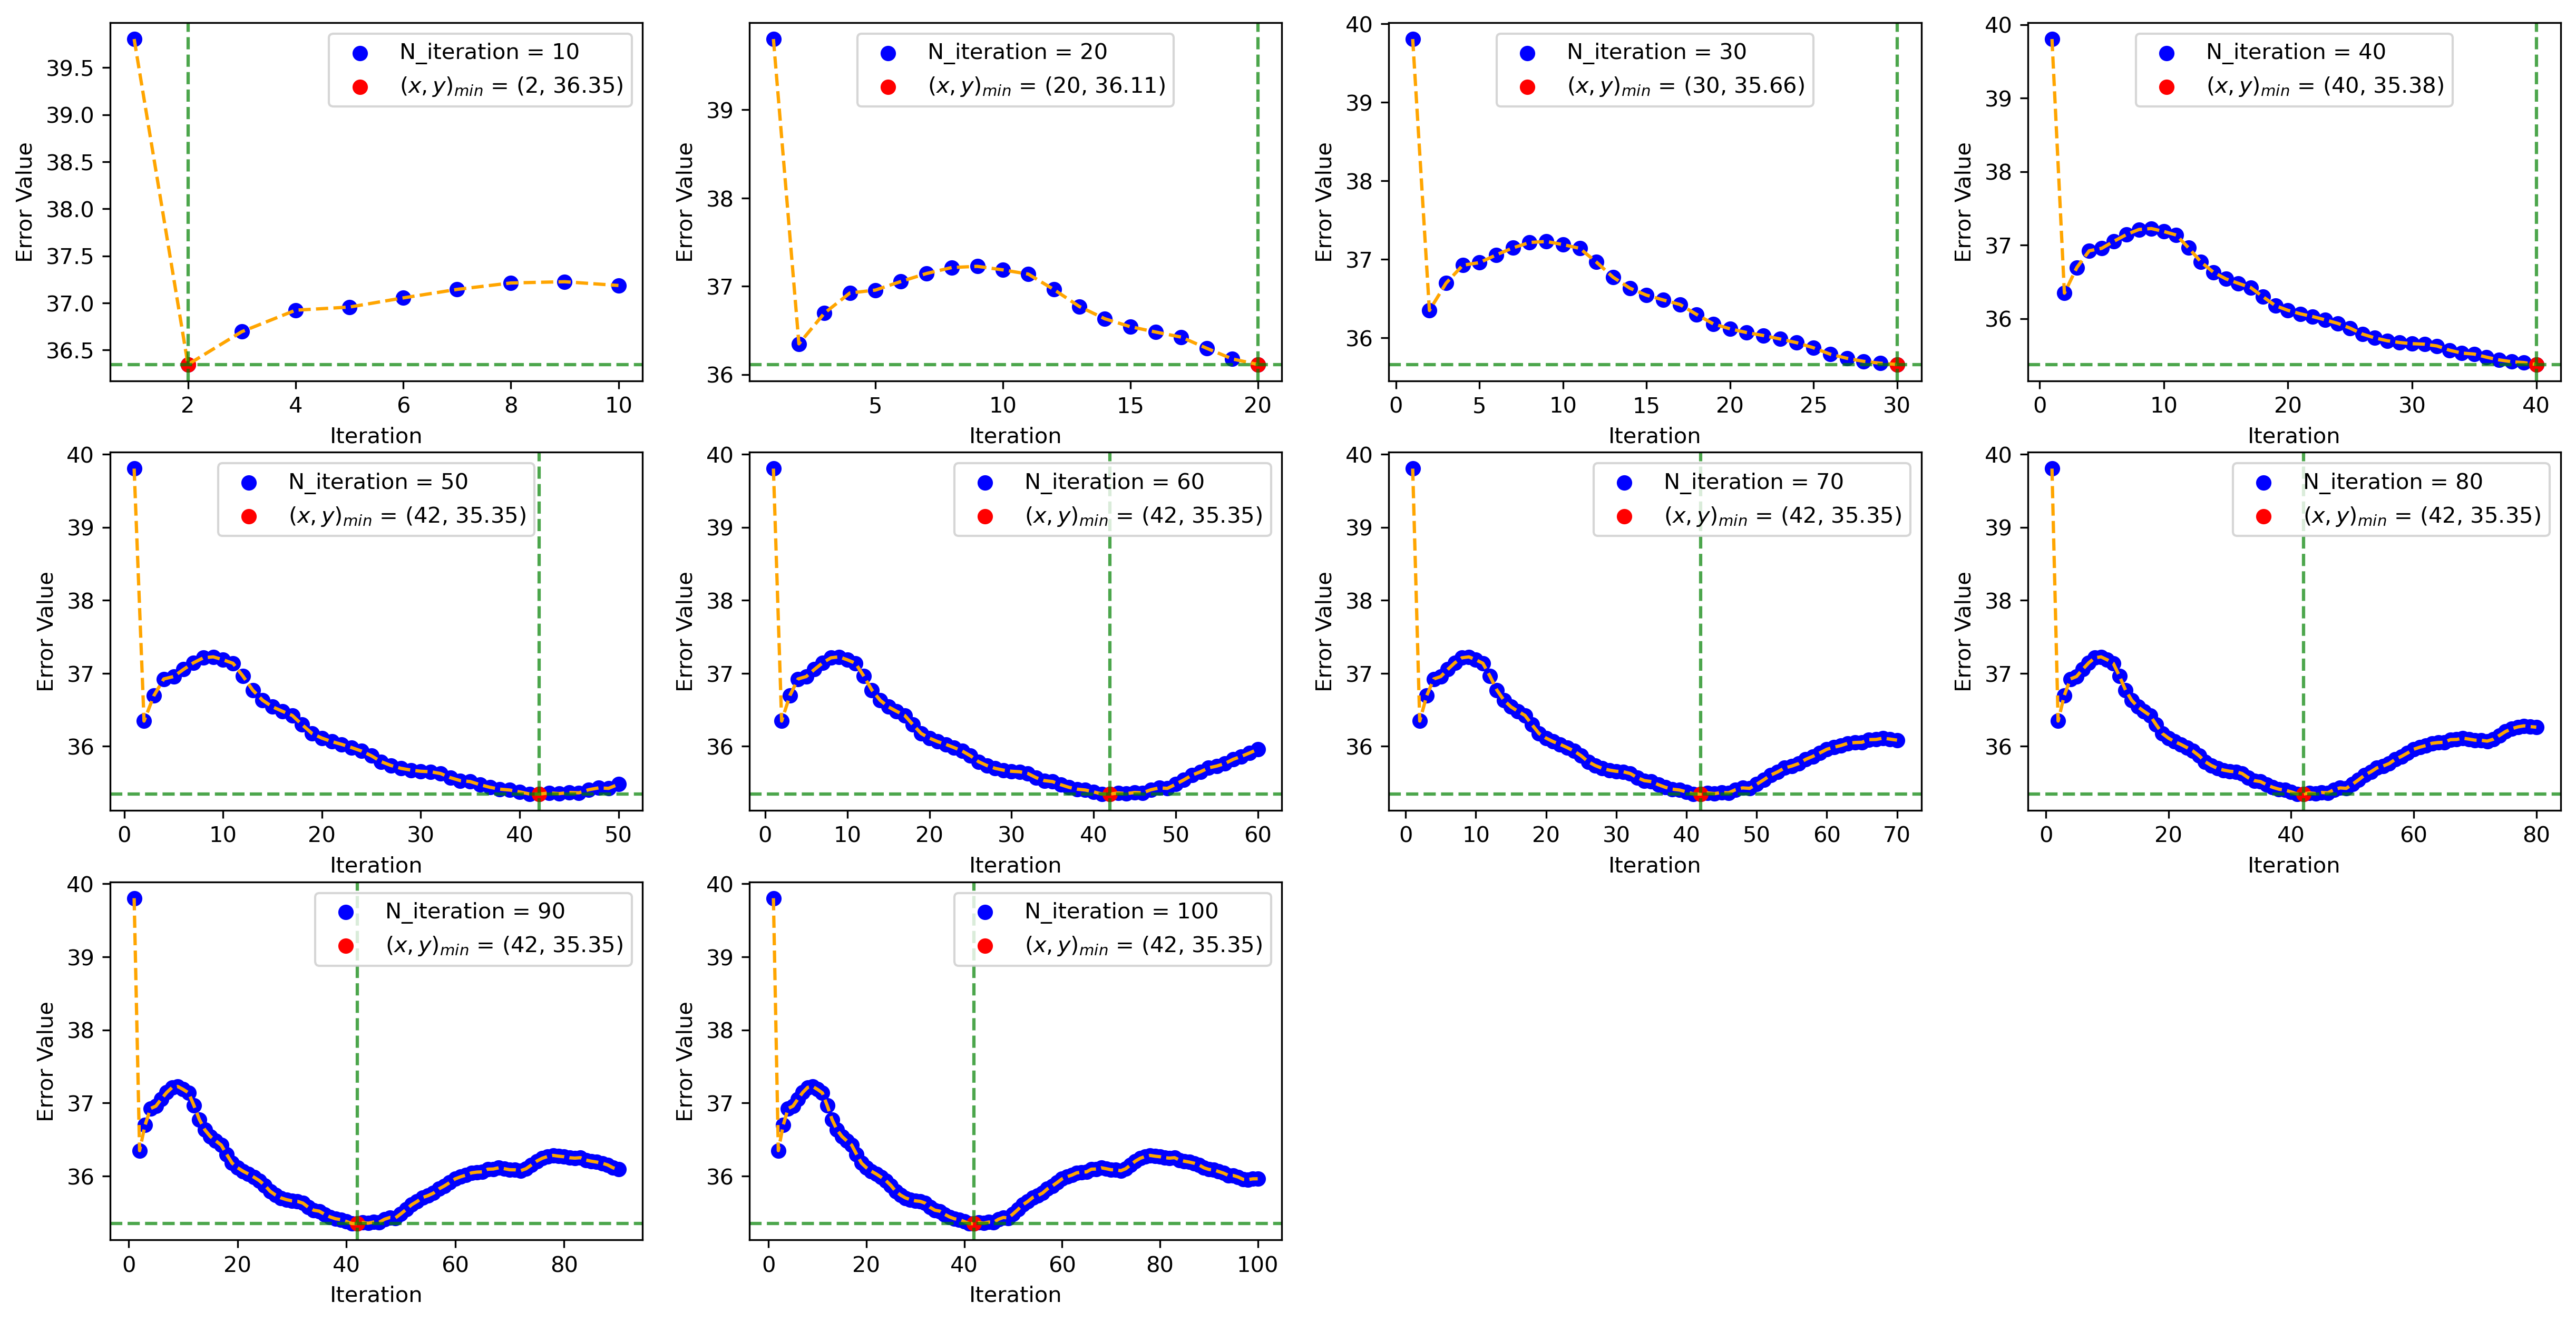 N_iteration = 10
(x, y)min = (2, 36.35)
39.5
39.0
38.5
38.0
37.5
37.0
36.5
Error Value
2 4 6 8 10
Iteration
N_iteration = 20
(x, y)min = (20, 36.11)
39
38
37
36
Error Value
5 10 15 20
Iteration
N_iteration = 30
(x, y)min = (30, 35.66)
40
39
38
37
36
Error Value
0 5 10 15 20 25 30
Iteration
N_iteration = 40
(x, y)min = (40, 35.38)
40
39
38
37
36
Error Value
0 10 20 30 40
Iteration
N_iteration = 50
(x, y)min = (42, 35.35)
40
39
38
37
36
Error Value
0 10 20 30 40 50
Iteration
N_iteration = 60
(x, y)min = (42, 35.35)
40
39
38
37
36
Error Value
0 10 20 30 40 50 60
Iteration
N_iteration = 70
(x, y)min = (42, 35.35)
40
39
38
37
36
Error Value
0 10 20 30 40 50 60 70
Iteration
N_iteration = 80
(x, y)min = (42, 35.35)
40
39
38
37
36
Error Value
0 20 40 60 80
Iteration
N_iteration = 90
(x, y)min = (42, 35.35)
40
39
38
37
36
Error Value
0 20 40 60 80
Iteration
N_iteration = 100
(x, y)min = (42, 35.35)
40
39
38
37
36
Error Value
0 20 40 60 80 100
Iteration